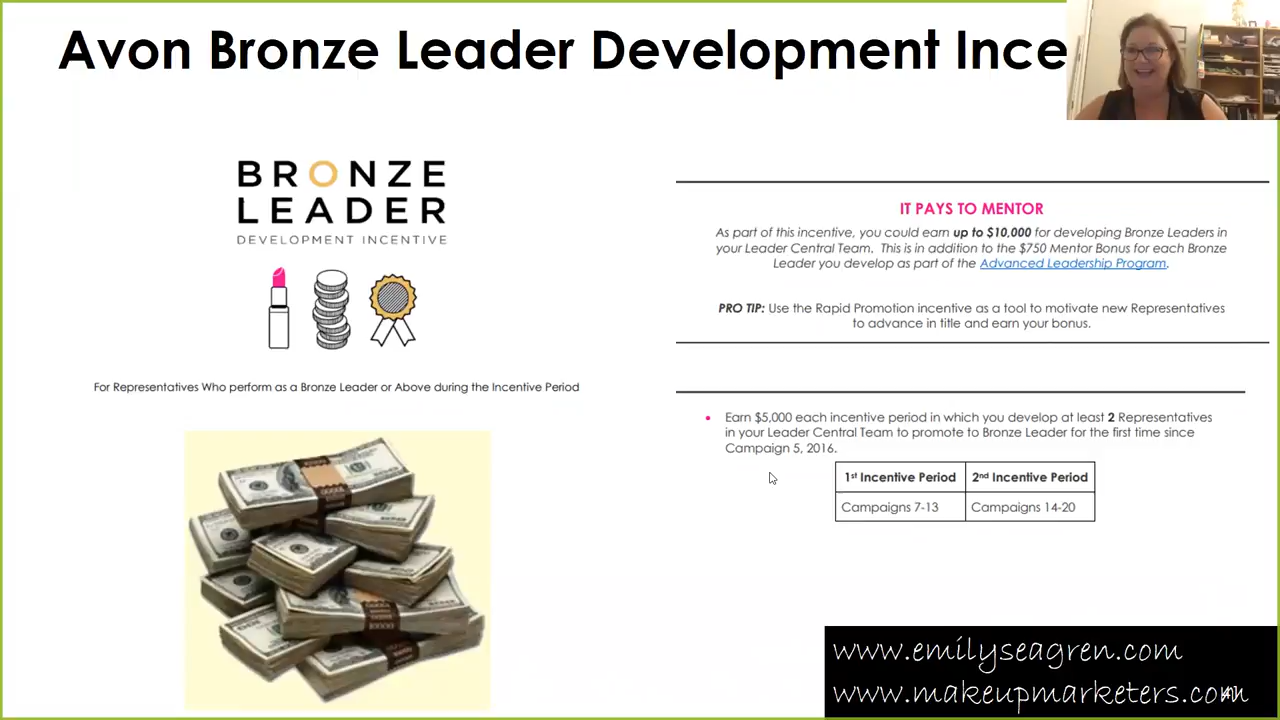 Avon Bronze Leader Development Ince
BRONZE
LEADER
DEVELOPMENT INCENTIVE
For Representatives Who perform as a Bronze Leader or Above during the Incentive Period
IT PAYS TO MENTOR
As part of this incentive, you could earn up to $10,000 for developing Bronze Leaders in
your Leader Central Team. This is in addition to the $750 Mentor Bonus for each Bronze
Leader you develop as part of the Advanced Leadership Program.
PRO TIP: Use the Rapid Promotion incentive as a tool to motivate new Representatives
to advance in title and earn your bonus.
• Earn $5,000 each incentive period in which you develop at least 2 Representatives
in your Leader Central Team to promote to Bronze Leader for the first time since
Campaign 5, 2016.
1st Incentive Period 2nd Incentive Period
Campaigns 7-13 Campaigns 14-20
www.emilyseagren.com
www.makeupmarketers.com